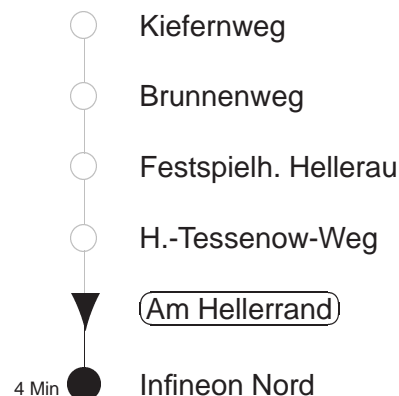 Kiefernweg
Brunnenweg
Festspielh. Hellerau
H.-Tessenow-Weg
Am Hellerrand
4 Min Infineon Nord